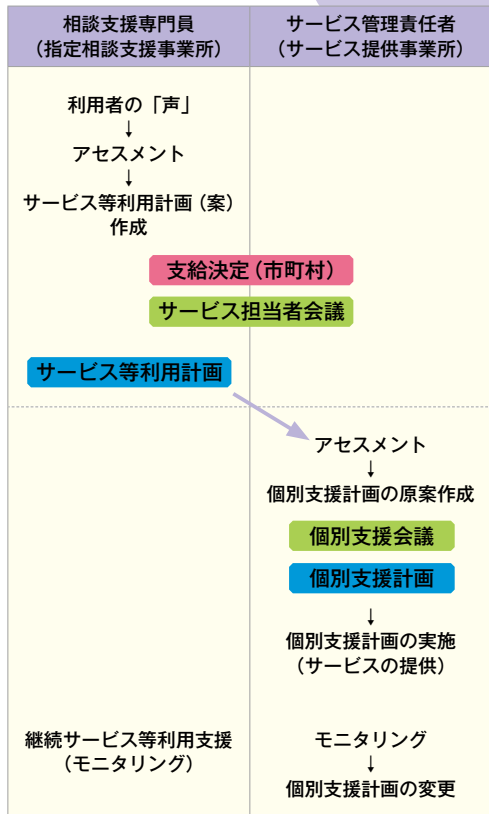 相談支援専門員
（指定相談支援事業所）
サービス管理責任者
（サービス提供事業所）
利用者の「声」
↓
アセスメント
↓
サービス等利用計画（案）
作成
支給決定（市町村）
サービス担当者会議
サービス等利用計画
アセスメント
↓
個別支援計画の原案作成
個別支援会議
個別支援計画
↓
個別支援計画の実施
（サービスの提供）
継続サービス等利用支援
（モニタリング）
モニタリング
↓
個別支援計画の変更